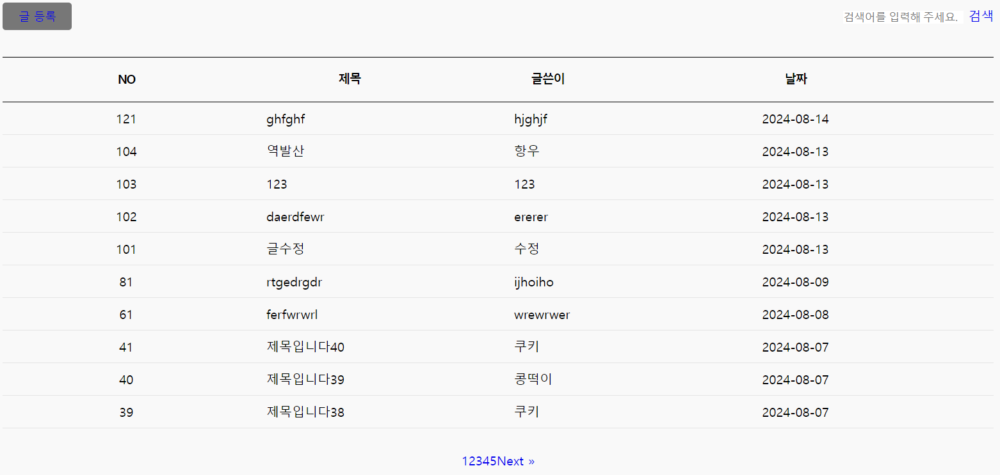 글 등록 검색어를 입력해 주세요. 검색
NO 제목 글쓴이 날짜
121 ghfghf hjghjf 2024-08-14
104 역발산 항우 2024-08-13
103 123 123 2024-08-13
102 daerdfewr ererer 2024-08-13
101 글수정 수정 2024-08-13
81 rtgedrgdr ijhoiho 2024-08-09
61 ferfwrwrl wrewrwer 2024-08-08
41 제목입니다40 쿠키 2024-08-07
40 제목입니다39 콩떡이 2024-08-07
39 제목입니다38 쿠키 2024-08-07
12345Next »